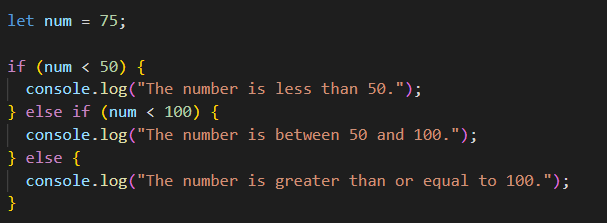 let num = 75;

if (num < 50) {
  console.log("The number is less than 50.");
} else if (num < 100) {
  console.log("The number is between 50 and 100.");
} else {
  console.log("The number is greater than or equal to 100.");
}